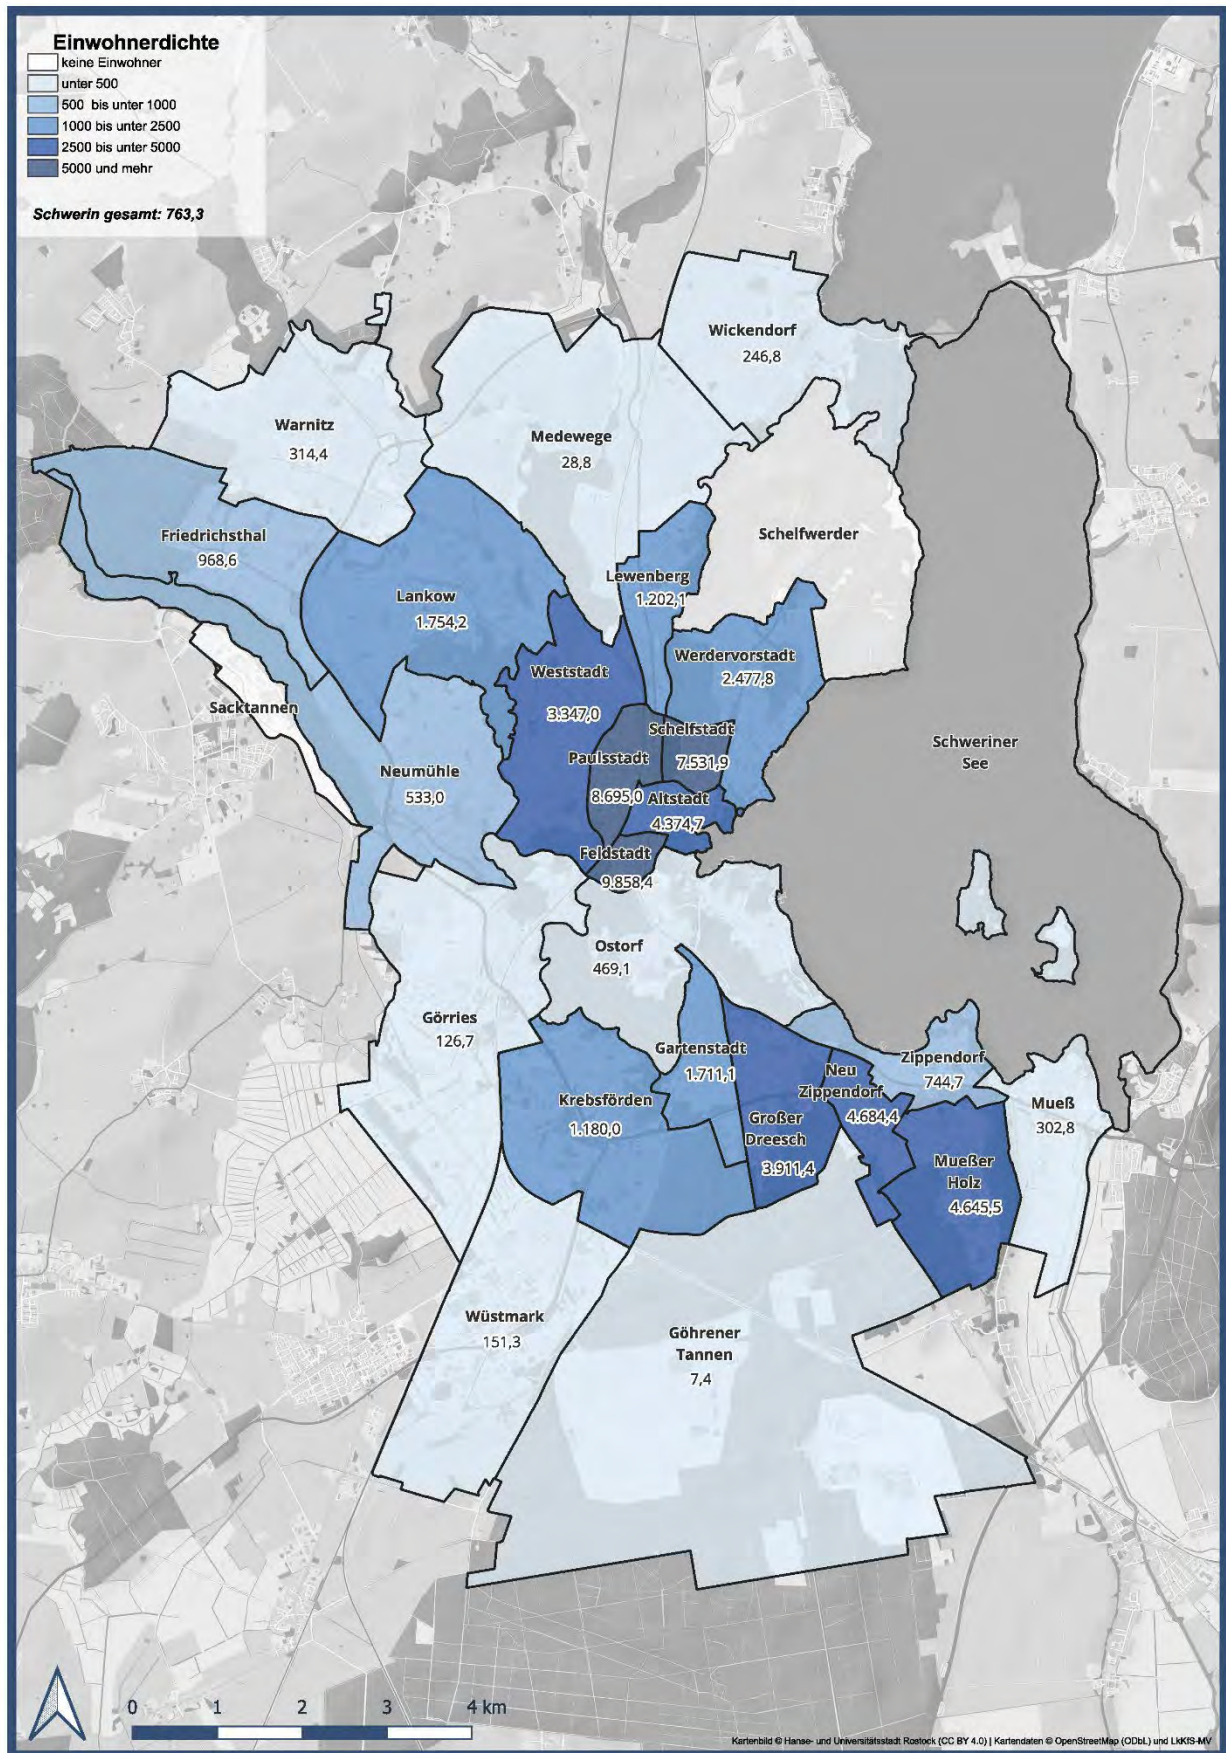 Einwohnerdichte
keine Einwohner
unter 500
500 bis unter 1000
1000 bis unter 2500
2500 bis unter 5000
5000 und mehr
Schwerin gesamt: 763,3
Wickendorf
246,8
Warnitz
314,4
Medewege
28,8
Friedrichsthal
968,6
Schelfwerder
Lewenberg
1.202,1
Lankow
1.754,2
Werdervorstadt
2.477,8
Weststadt
3.347,0
Sacktannen
Schelfstadt
7.531,9
Schweriner
See
Paulsstadt
8.695,0
Neumühle
533,0
Altstadt
4.374,7
Feldstadt
9.858,4
Ostorf
469,1
Görries
126,7
Gartenstadt
1.711,1
Zippendorf
744,7
Neu
Zippendorf
4.684,4
Krebsförden
1.180,0
Mueß
302,8
Großer
Dreesch
3.911,4
Mueßer
Holz
4.645,5
Wüstmark
151,3
Göhrener
Tannen
7,4
0 1 2 3 4 km
Kartenbild © Hanse- und Universitätsstadt Rostock (CC BY 4.0) | Kartendaten © OpenStreetMap (ODbL) und LkKfS-MV